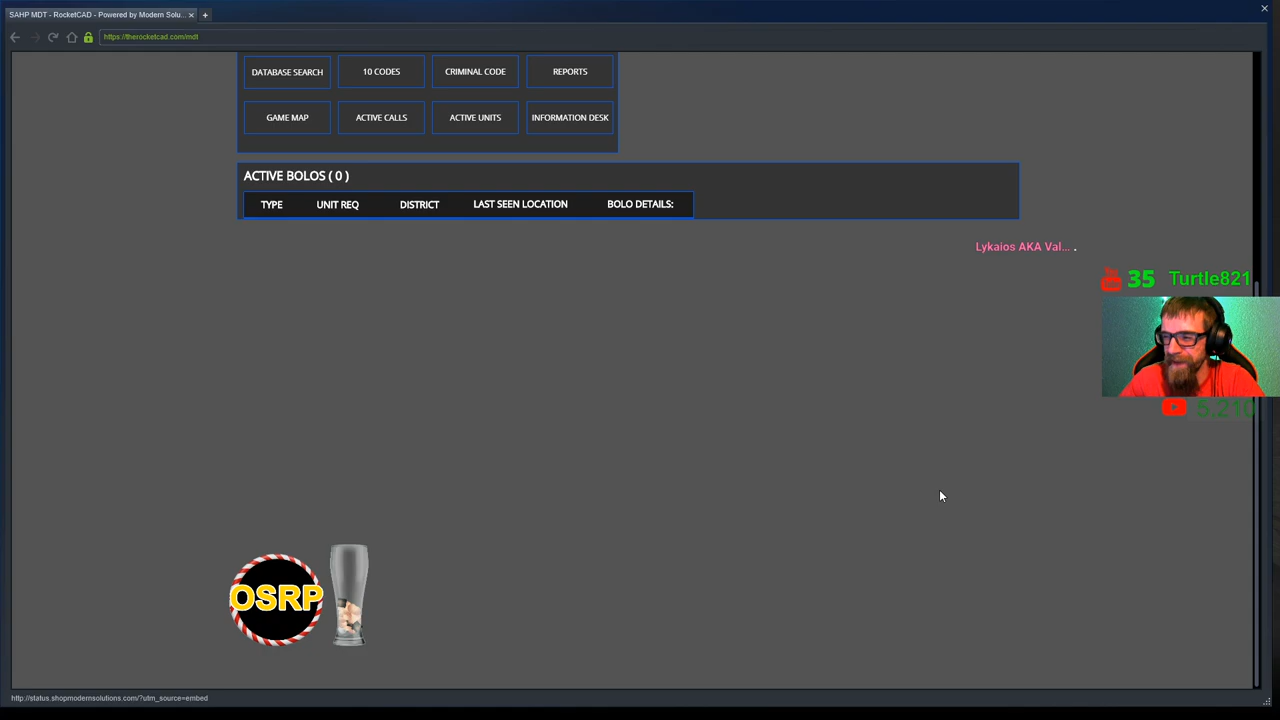 SAHP MDT - RocketCAD - Powered by Modern Solu...
https://therocketcad.com/mdt
DATABASE SEARCH
10 CODES
CRIMINAL CODE
REPORTS
GAME MAP
ACTIVE CALLS
ACTIVE UNITS
INFORMATION DESK
ACTIVE BOLOS ( 0 )
TYPE UNIT REQ DISTRICT LAST SEEN LOCATION BOLO DETAILS:
Lykaios AKA Val... .
35 Turtle821
5,210
OSRP
http://status.shopmodernsolutions.com/?utm_source=embed